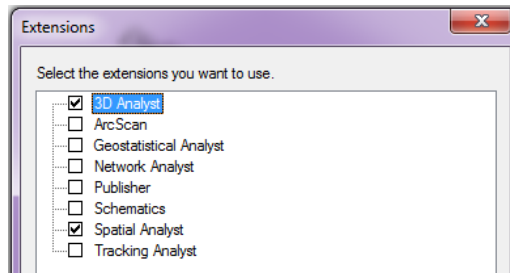 Extensions
Select the extensions you want to use.
3D Analyst
ArcScan
Geostatistical Analyst
Network Analyst
Publisher
Schematics
Spatial Analyst
Tracking Analyst